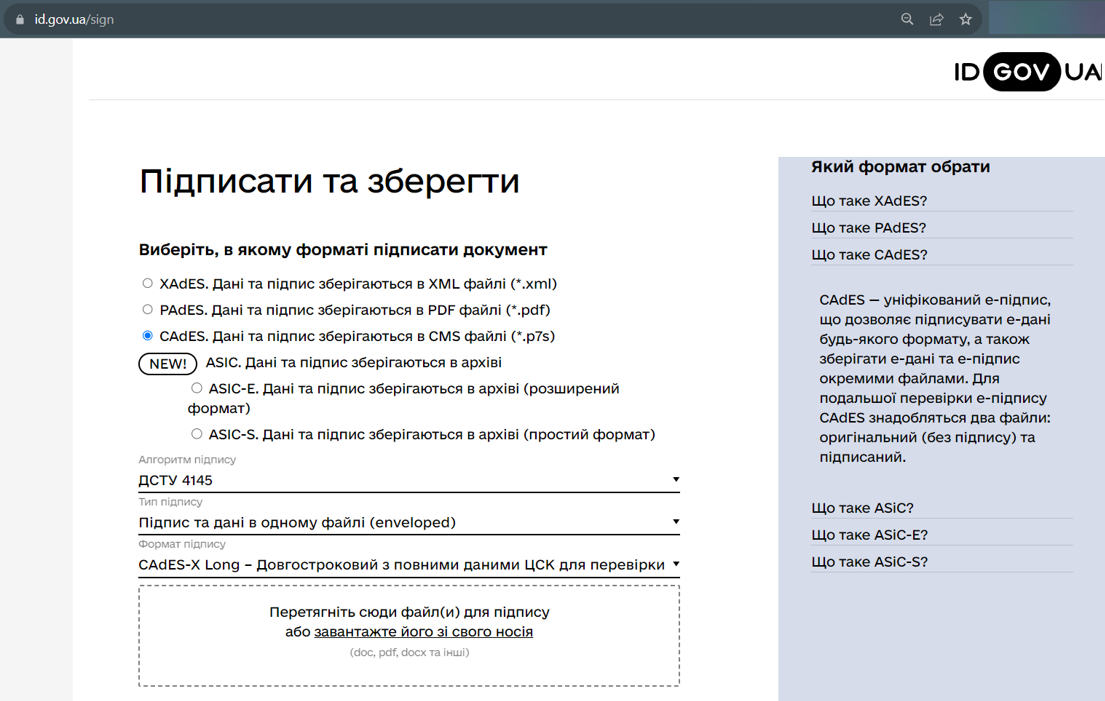 id.gov.ua/sign
ID GOV UA
Підписати та зберегти
Виберіть, в якому форматі підписати документ
XAdES. Дані та підпис зберігаються в XML файлі (*.xml)
PAdES. Дані та підпис зберігаються в PDF файлі (*.pdf)
CAdES. Дані та підпис зберігаються в CMS файлі (*.p7s)
NEW! ASIC. Дані та підпис зберігаються в архіві
ASIC-E. Дані та підпис зберігаються в архіві (розширений
формат)
ASIC-S. Дані та підпис зберігаються в архіві (простий формат)
Алгоритм підпису
ДСТУ 4145
Тип підпису
Підпис та дані в одному файлі (enveloped)
Формат підпису
CAdES-X Long – Довгостроковий з повними даними ЦСК для перевірки
Перетягніть сюди файл(и) для підпису
або завантажте його зі свого носія
(doc, pdf, docx та інші)
Який формат обрати
Що таке XAdES?
Що таке PAdES?
Що таке CAdES?
CAdES — уніфікований е-підпис,
що дозволяє підписувати е-дані
будь-якого формату, а також
зберігати е-дані та е-підпис
окремими файлами. Для
подальшої перевірки е-підпису
CAdES знадобляться два файли:
оригінальний (без підпису) та
підписаний.
Що таке ASiC?
Що таке ASiC-E?
Що таке ASiC-S?